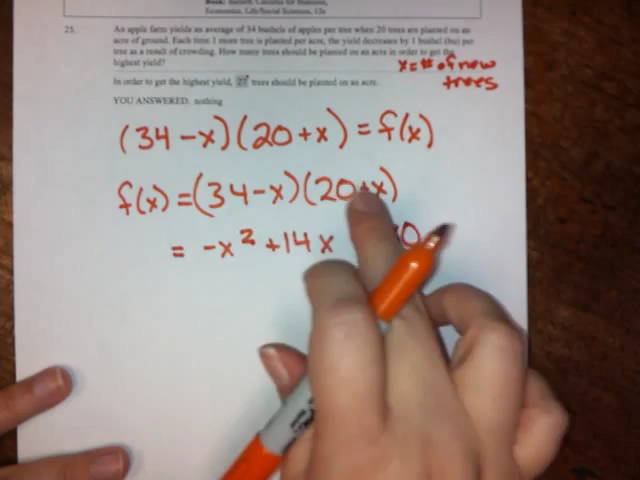 Book: Barnett: Calculus for Business,
Economics, Life/Social Sciences, 12e
25. An apple farm yields an average of 34 bushels of apples per tree when 20 trees are planted on an
acre of ground. Each time 1 more tree is planted per acre, the yield decreases by 1 bushel (bu) per
tree as a result of crowding. How many trees should be planted on an acre in order to get the
highest yield?
x = # of new
trees
In order to get the highest yield, 27 trees should be planted on an acre.
YOU ANSWERED: nothing
(34 - x)(20 + x) = f(x)
f(x) = (34 - x)(20 + x)
= -x² + 14x